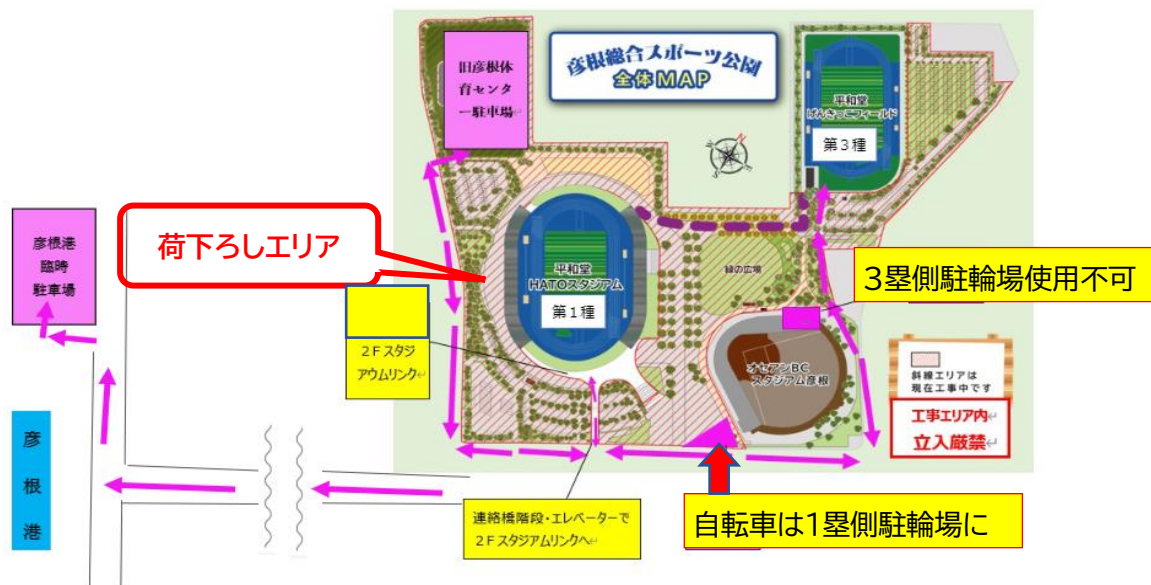 彦根総合スポーツ公園
全体MAP
旧彦根体
育センタ
ー駐車場
平和堂
げんきっこフィールド
第３種
荷下ろしエリア
彦根港
臨時
駐車場
平和堂
HATOスタジアム
第１種
緑の広場
３塁側駐輪場使用不可
２Ｆスタジ
アウムリンク↵
オセアンBC
スタジアム彦根
斜線エリアは
現在工事中です
工事エリア内↵
立入厳禁↵
彦
根
港
連絡橋階段・エレベーターで
２Ｆスタジアムリンクへ↵
自転車は１塁側駐輪場に